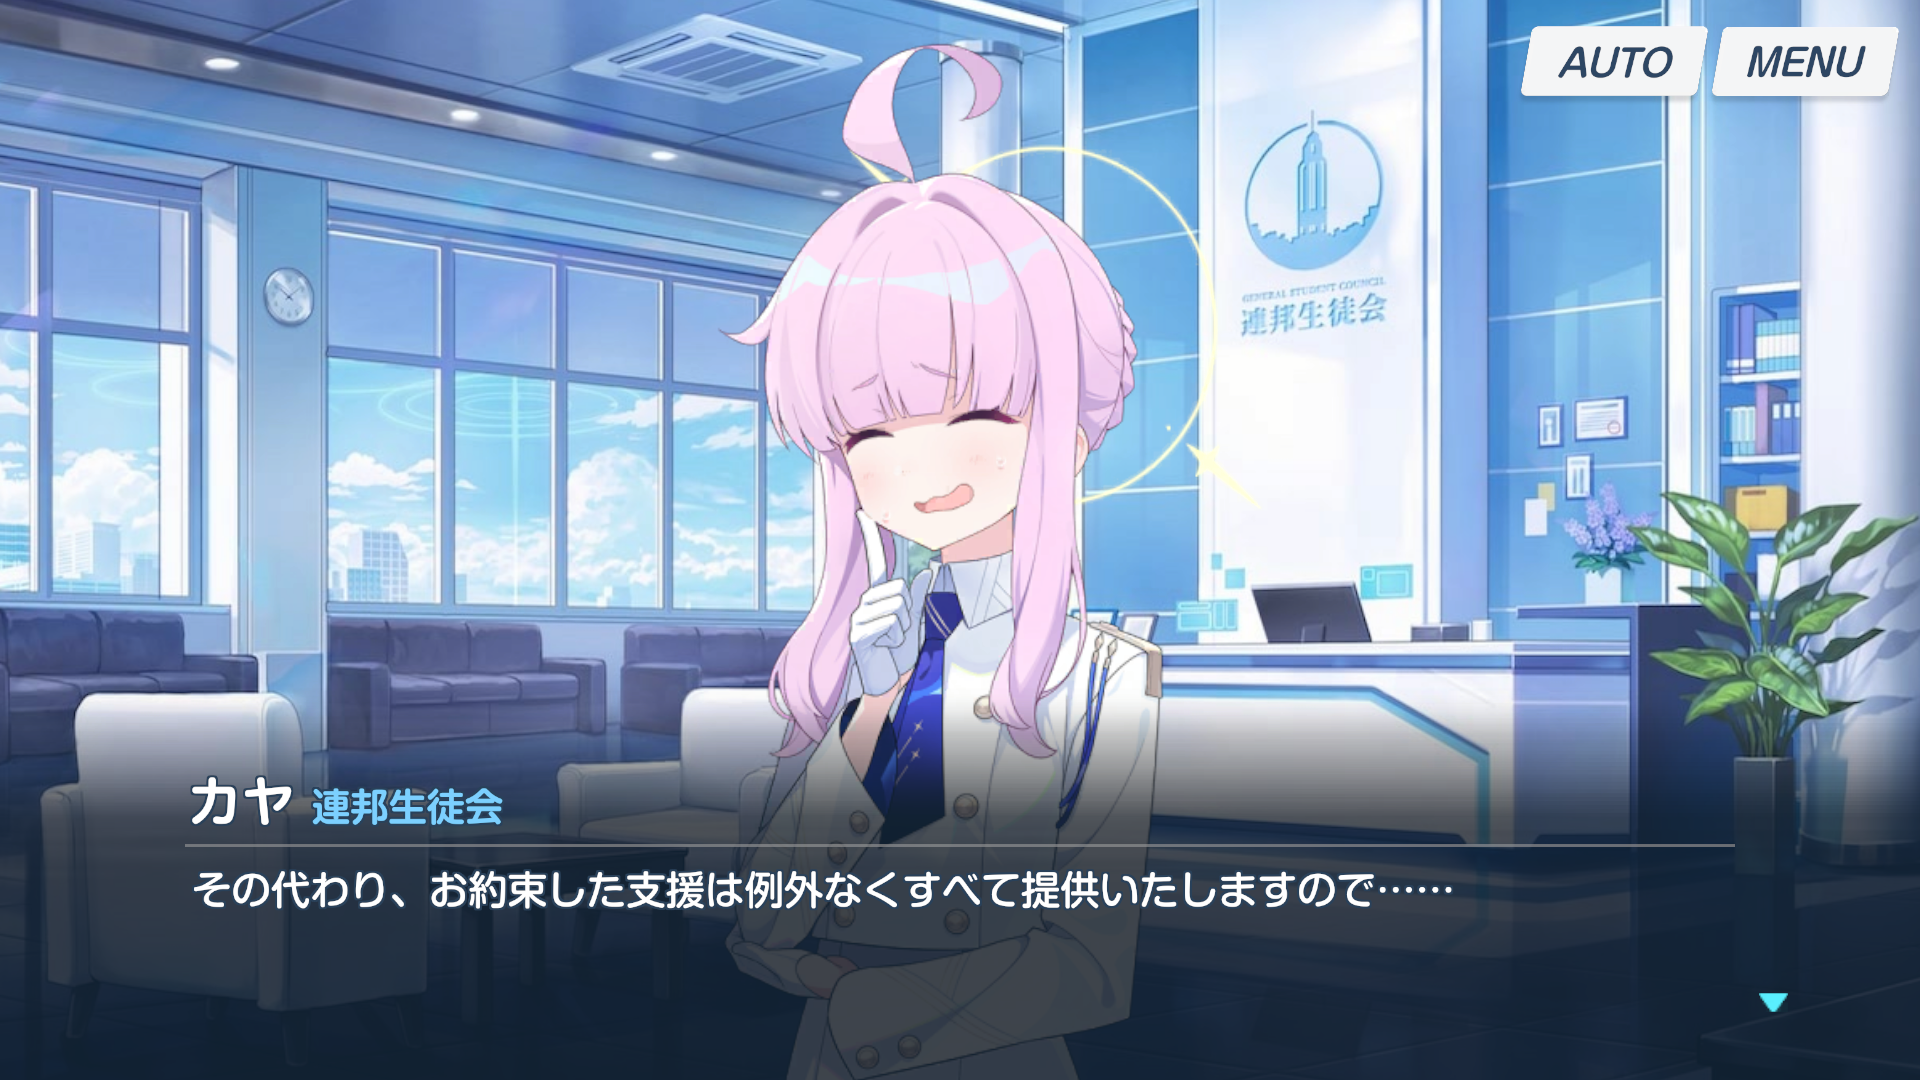 AUTO
MENU
GENERAL STUDENT COUNCIL
連邦生徒会
カヤ 連邦生徒会
その代わり、お約束した支援は例外なくすべて提供いたしますので……